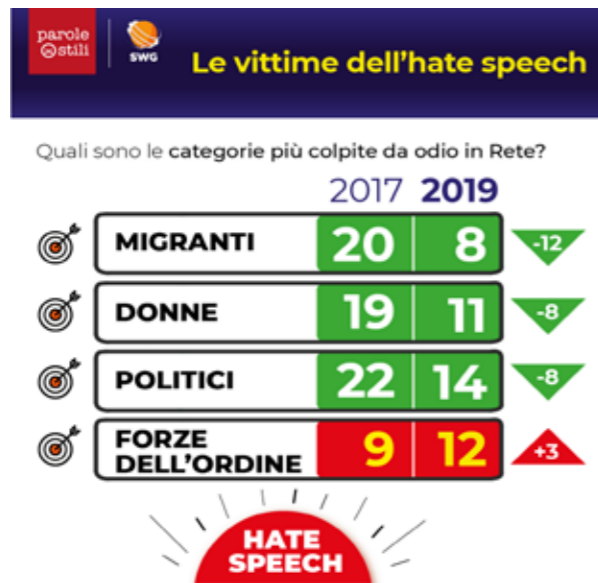 parole
ostili
SWG
Le vittime dell'hate speech
Quali sono le categorie più colpite da odio in Rete?
2017 2019
MIGRANTI 20 8 -12
DONNE 19 11 -8
POLITICI 22 14 -8
FORZE
DELL'ORDINE 9 12 +3
HATE
SPEECH